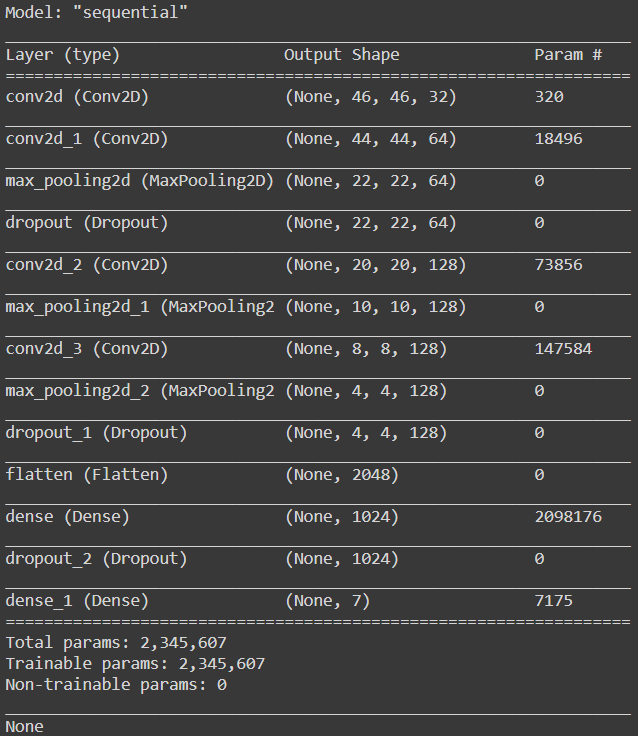 Model: "sequential"
Layer (type) Output Shape Param #
conv2d (Conv2D) (None, 46, 46, 32) 320
conv2d_1 (Conv2D) (None, 44, 44, 64) 18496
max_pooling2d (MaxPooling2D) (None, 22, 22, 64) 0
dropout (Dropout) (None, 22, 22, 64) 0
conv2d_2 (Conv2D) (None, 20, 20, 128) 73856
max_pooling2d_1 (MaxPooling2 (None, 10, 10, 128) 0
conv2d_3 (Conv2D) (None, 8, 8, 128) 147584
max_pooling2d_2 (MaxPooling2 (None, 4, 4, 128) 0
dropout_1 (Dropout) (None, 4, 4, 128) 0
flatten (Flatten) (None, 2048) 0
dense (Dense) (None, 1024) 2098176
dropout_2 (Dropout) (None, 1024) 0
dense_1 (Dense) (None, 7) 7175
Total params: 2,345,607
Trainable params: 2,345,607
Non-trainable params: 0
None